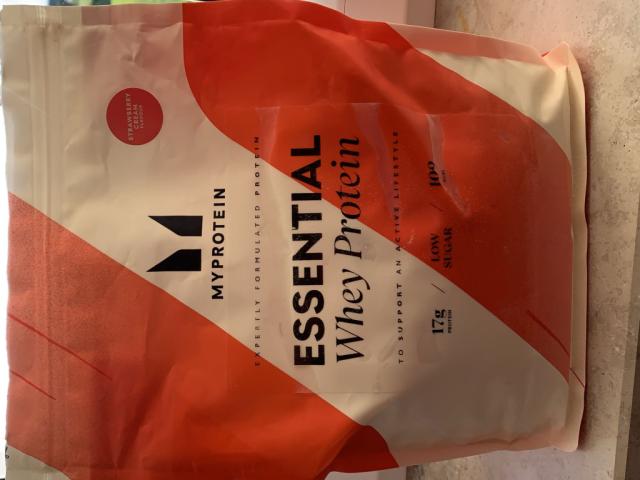 STRAWBERRY
CREAM
FLAVOUR
MYPROTEIN
EXPERTLY FORMULATED PROTEIN
ESSENTIAL
Whey Protein
TO SUPPORT AN ACTIVE LIFESTYLE
17g
PROTEIN
/
LOW
SUGAR
/